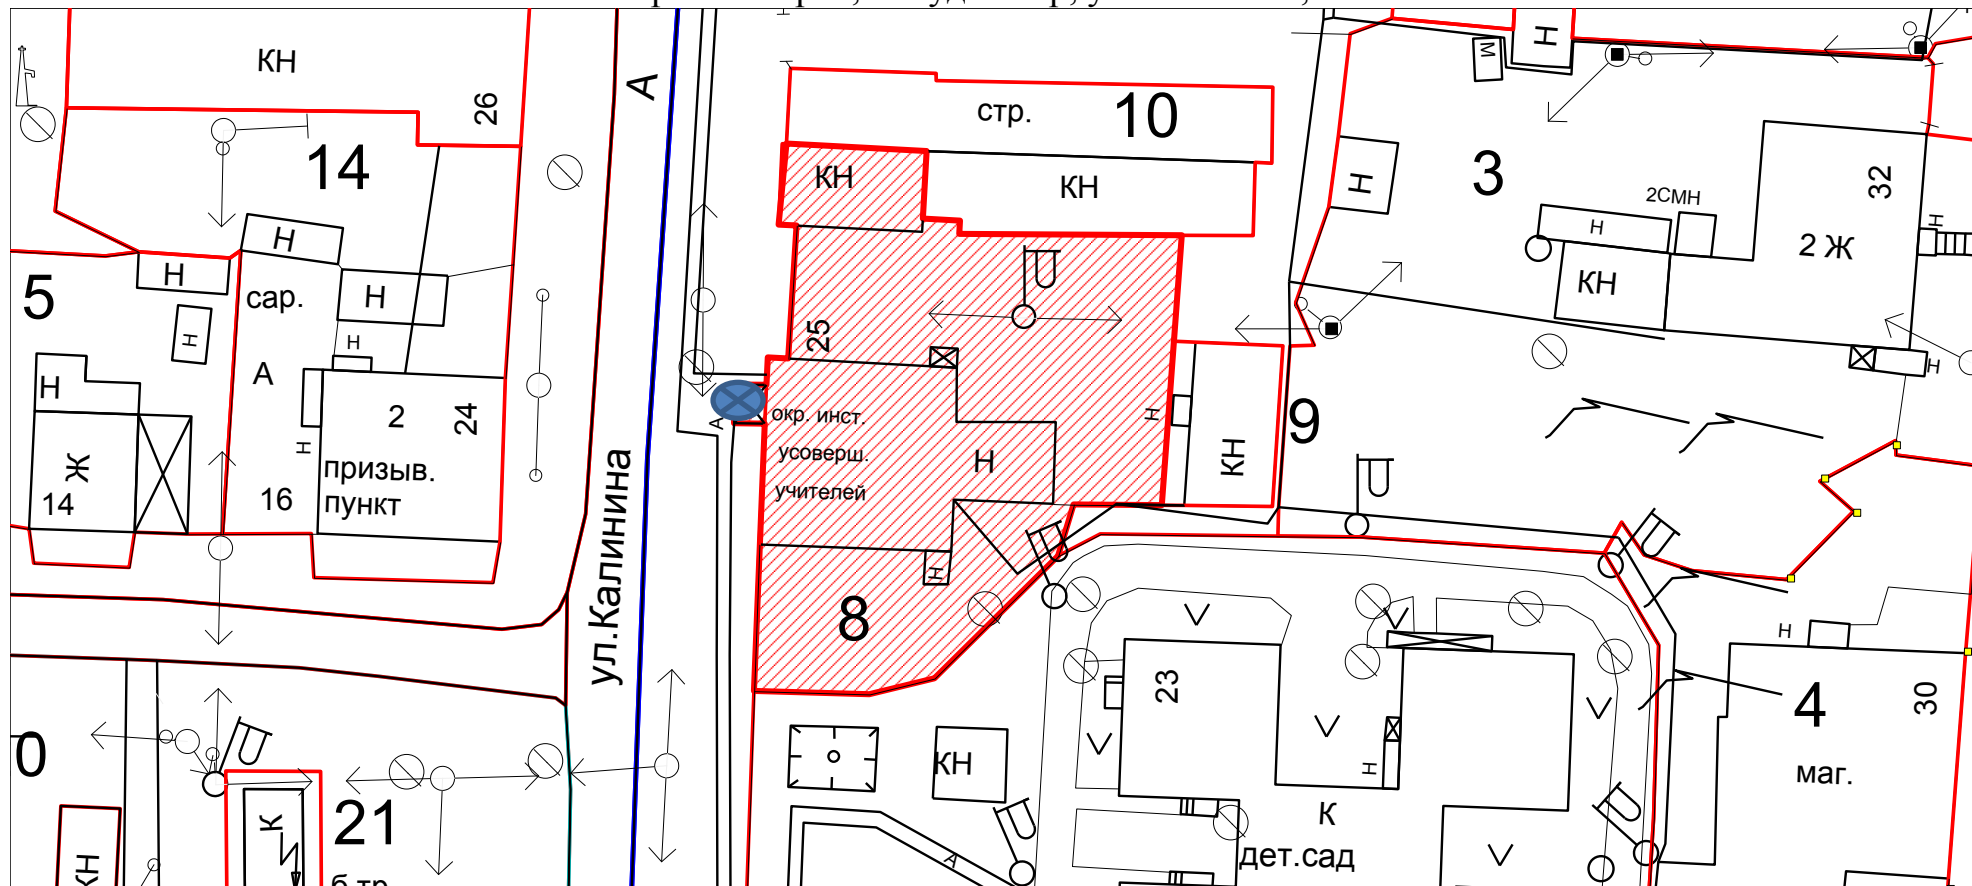 КН
26
14
Н
Н
сар.
Н
5
Н
Н
А
Н
Н
2
24
Ж
14
16
призыв.
пункт
А
ул.Калинина
стр.
10
КН
КН
25
А
окр. инст.
усоверш.
учителей
Н
Н
8
Н
КН
9
М
Н
Н
3
2СМН
Н
КН
32
2 Ж
Н
Н
0
КН
К
21
КН
А
23
Н
К
дет.сад
Н
4
30
маг.